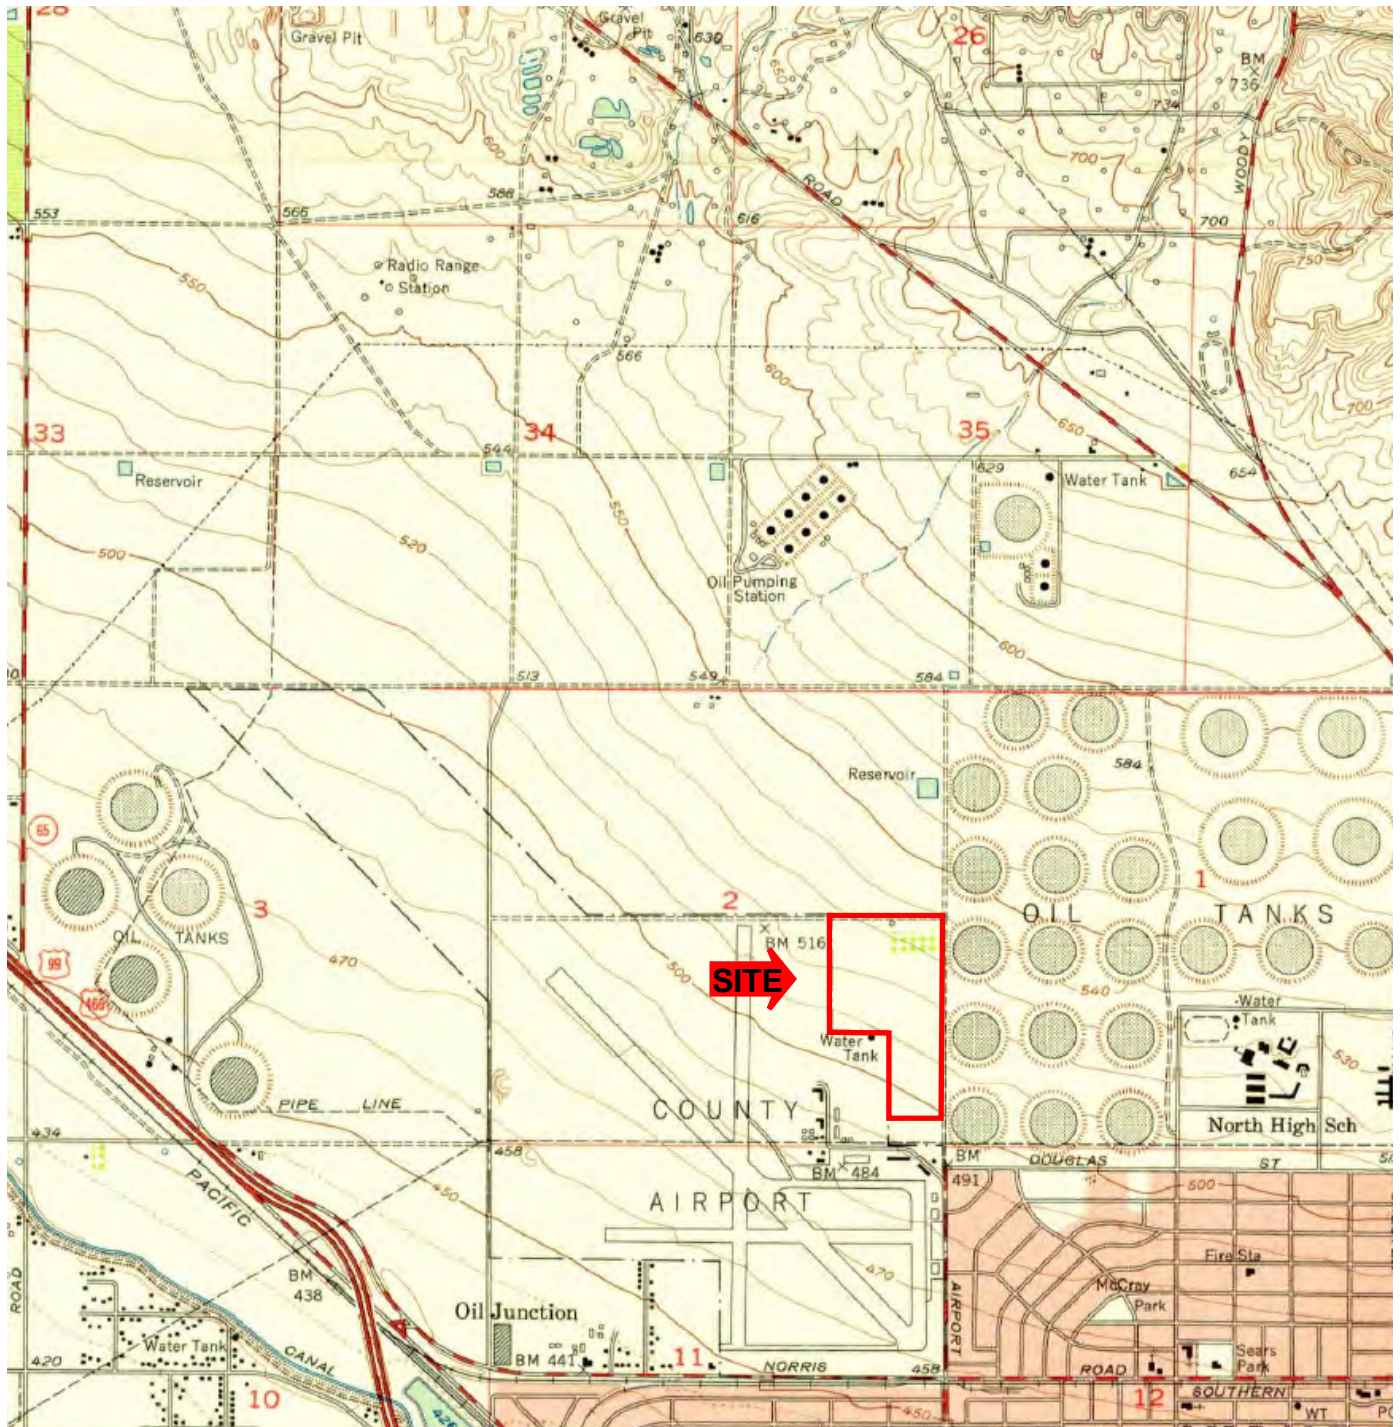 28
Gravel Pit
Gravel
Pit
630
650
26
BM
736
734
WOODY
600
588
ROAD
700
700
553
566
616
750
Radio Range
Station
550
566
600
700
33
34
35
650
544
629
654
Reservoir
Water Tank
550
500
520
Oil Pumping
Station
600
513
549
584
Reservoir
584
65
3
2
1
OIL TANKS
OIL TANKS
BM 516
470
99
466
500
SITE
540
Water
Tank
Water
Tank
530
PIPE LINE
COUNTY
North High Sch
434
458
BM
DOUGLAS ST
BM 484
491
500
PACIFIC
450
AIRPORT
Fire Sta
BM
438
470
McCray
Park
ROAD
AIRPORT
Oil Junction
Water Tank
CANAL
BM 441
11
Sears
Park
420
NORRIS
458
ROAD
10
12
SOUTHERN
426
450
WT